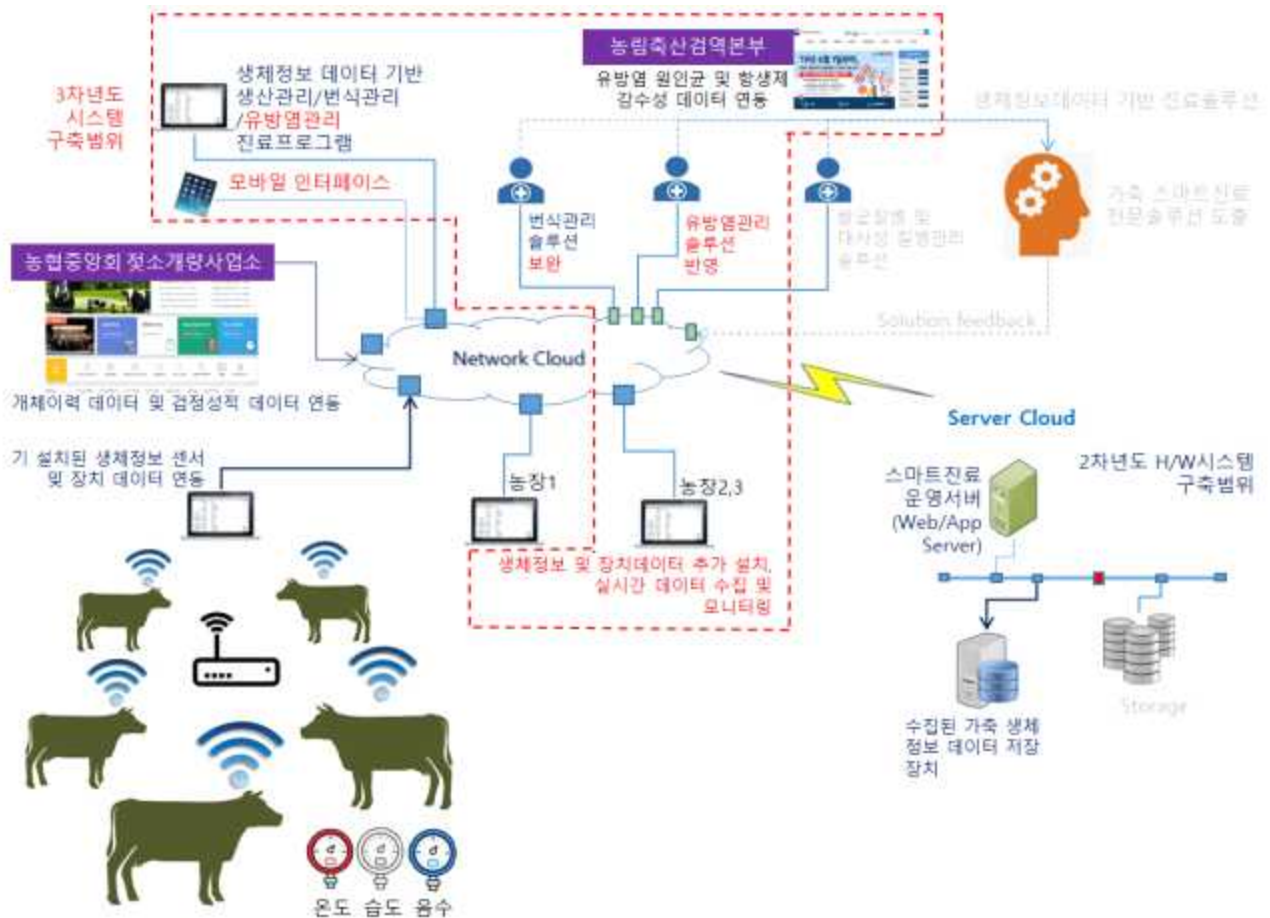 농림축산검역본부
유방염 원인균 및 항생제
감수성 데이터 연동
생체정보 데이터 기반
생산관리/번식관리
/유방염관리
진료프로그램
3차년도
시스템
구축범위
모바일 인터페이스
생체정보데이터 기반 진료솔루션
가축 스마트진료
전문솔루션 도출
번식관리
솔루션
보완
유방염관리
솔루션
반영
질병 및
대사성 질병관리
솔루션
농협중앙회 젖소개량사업소
Solution feedback
Network Cloud
개체이력 데이터 및 검정성적 데이터 연동
Server Cloud
기 설치된 생체정보 센서
및 장치 데이터 연동
2차년도 H/W시스템
구축범위
스마트진료
운영서버
(Web/App
Server)
농장1
농장2,3
생체정보 및 장치데이터 추가 설치,
실시간 데이터 수집 및
모니터링
Storage
수집된 가축 생체
정보 데이터 저장
장치
온도 습도 음수